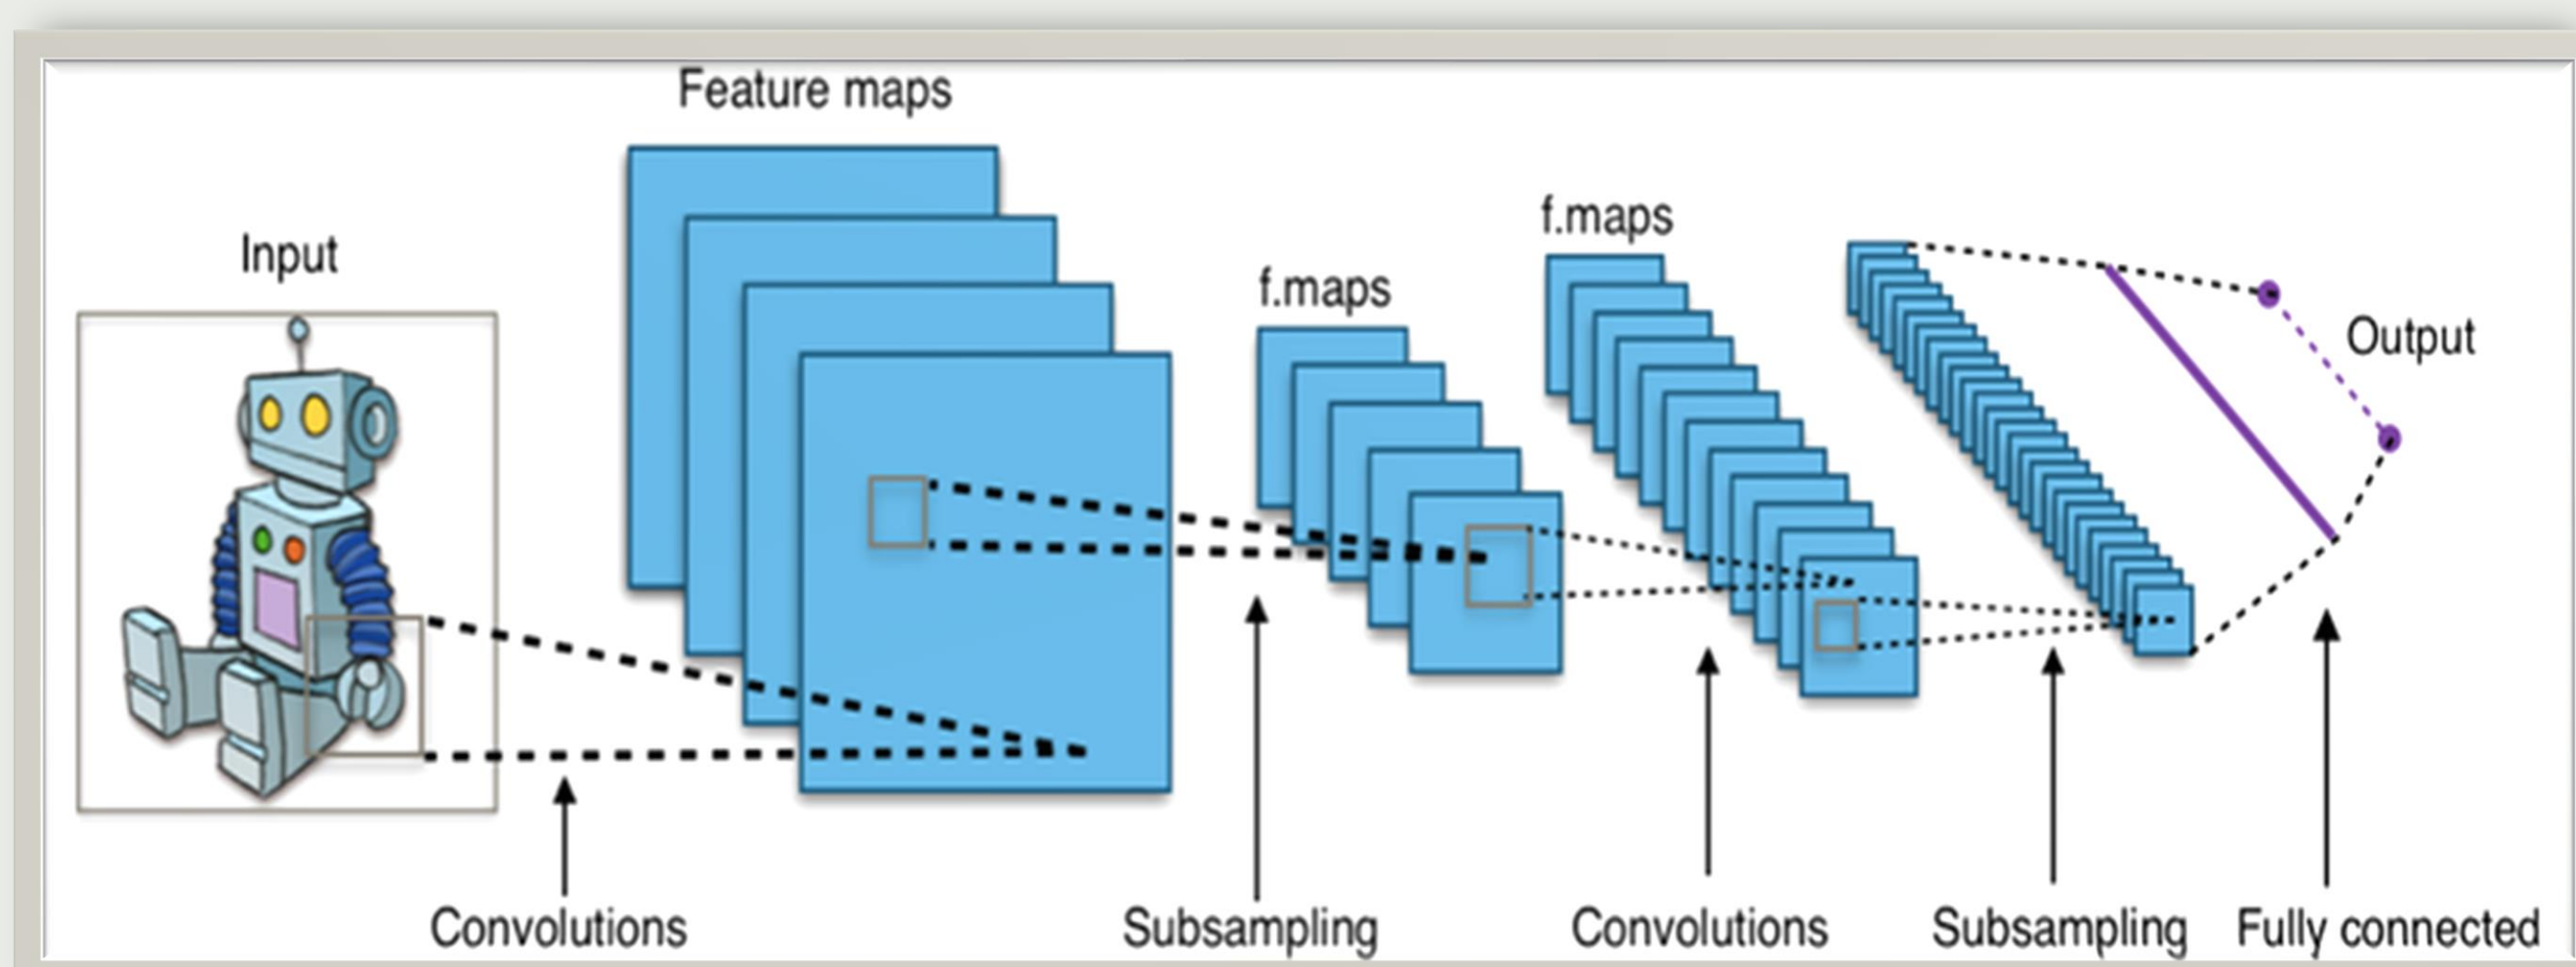 Feature maps
Input
f.maps
f.maps
Output
Convolutions
Subsampling
Convolutions
Subsampling
Fully connected